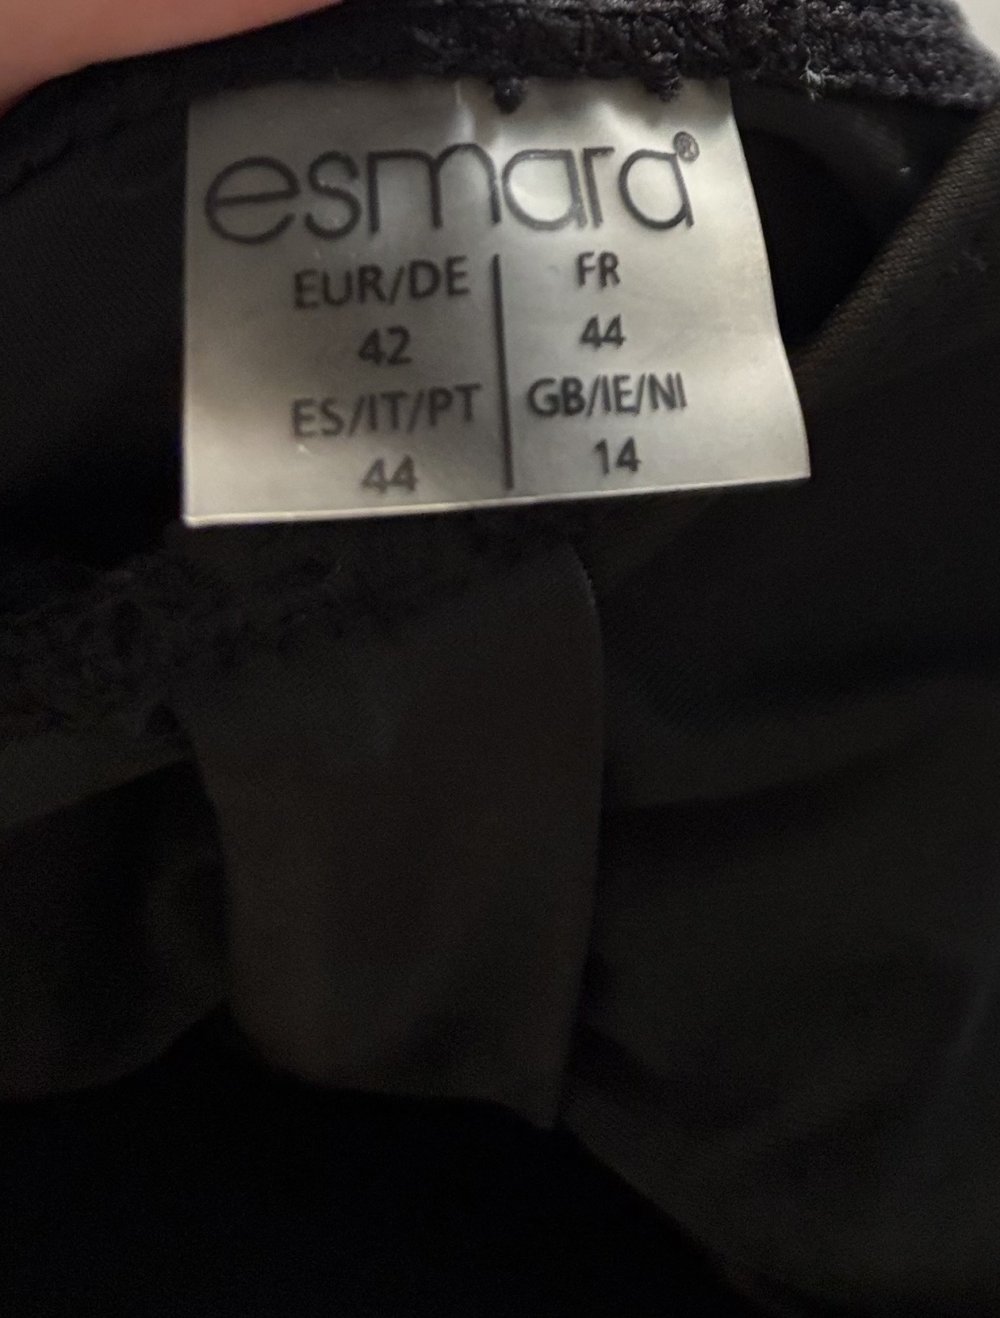 esmara®
EUR/DE
42
ES/IT/PT
44
FR
44
GB/IE/NI
14